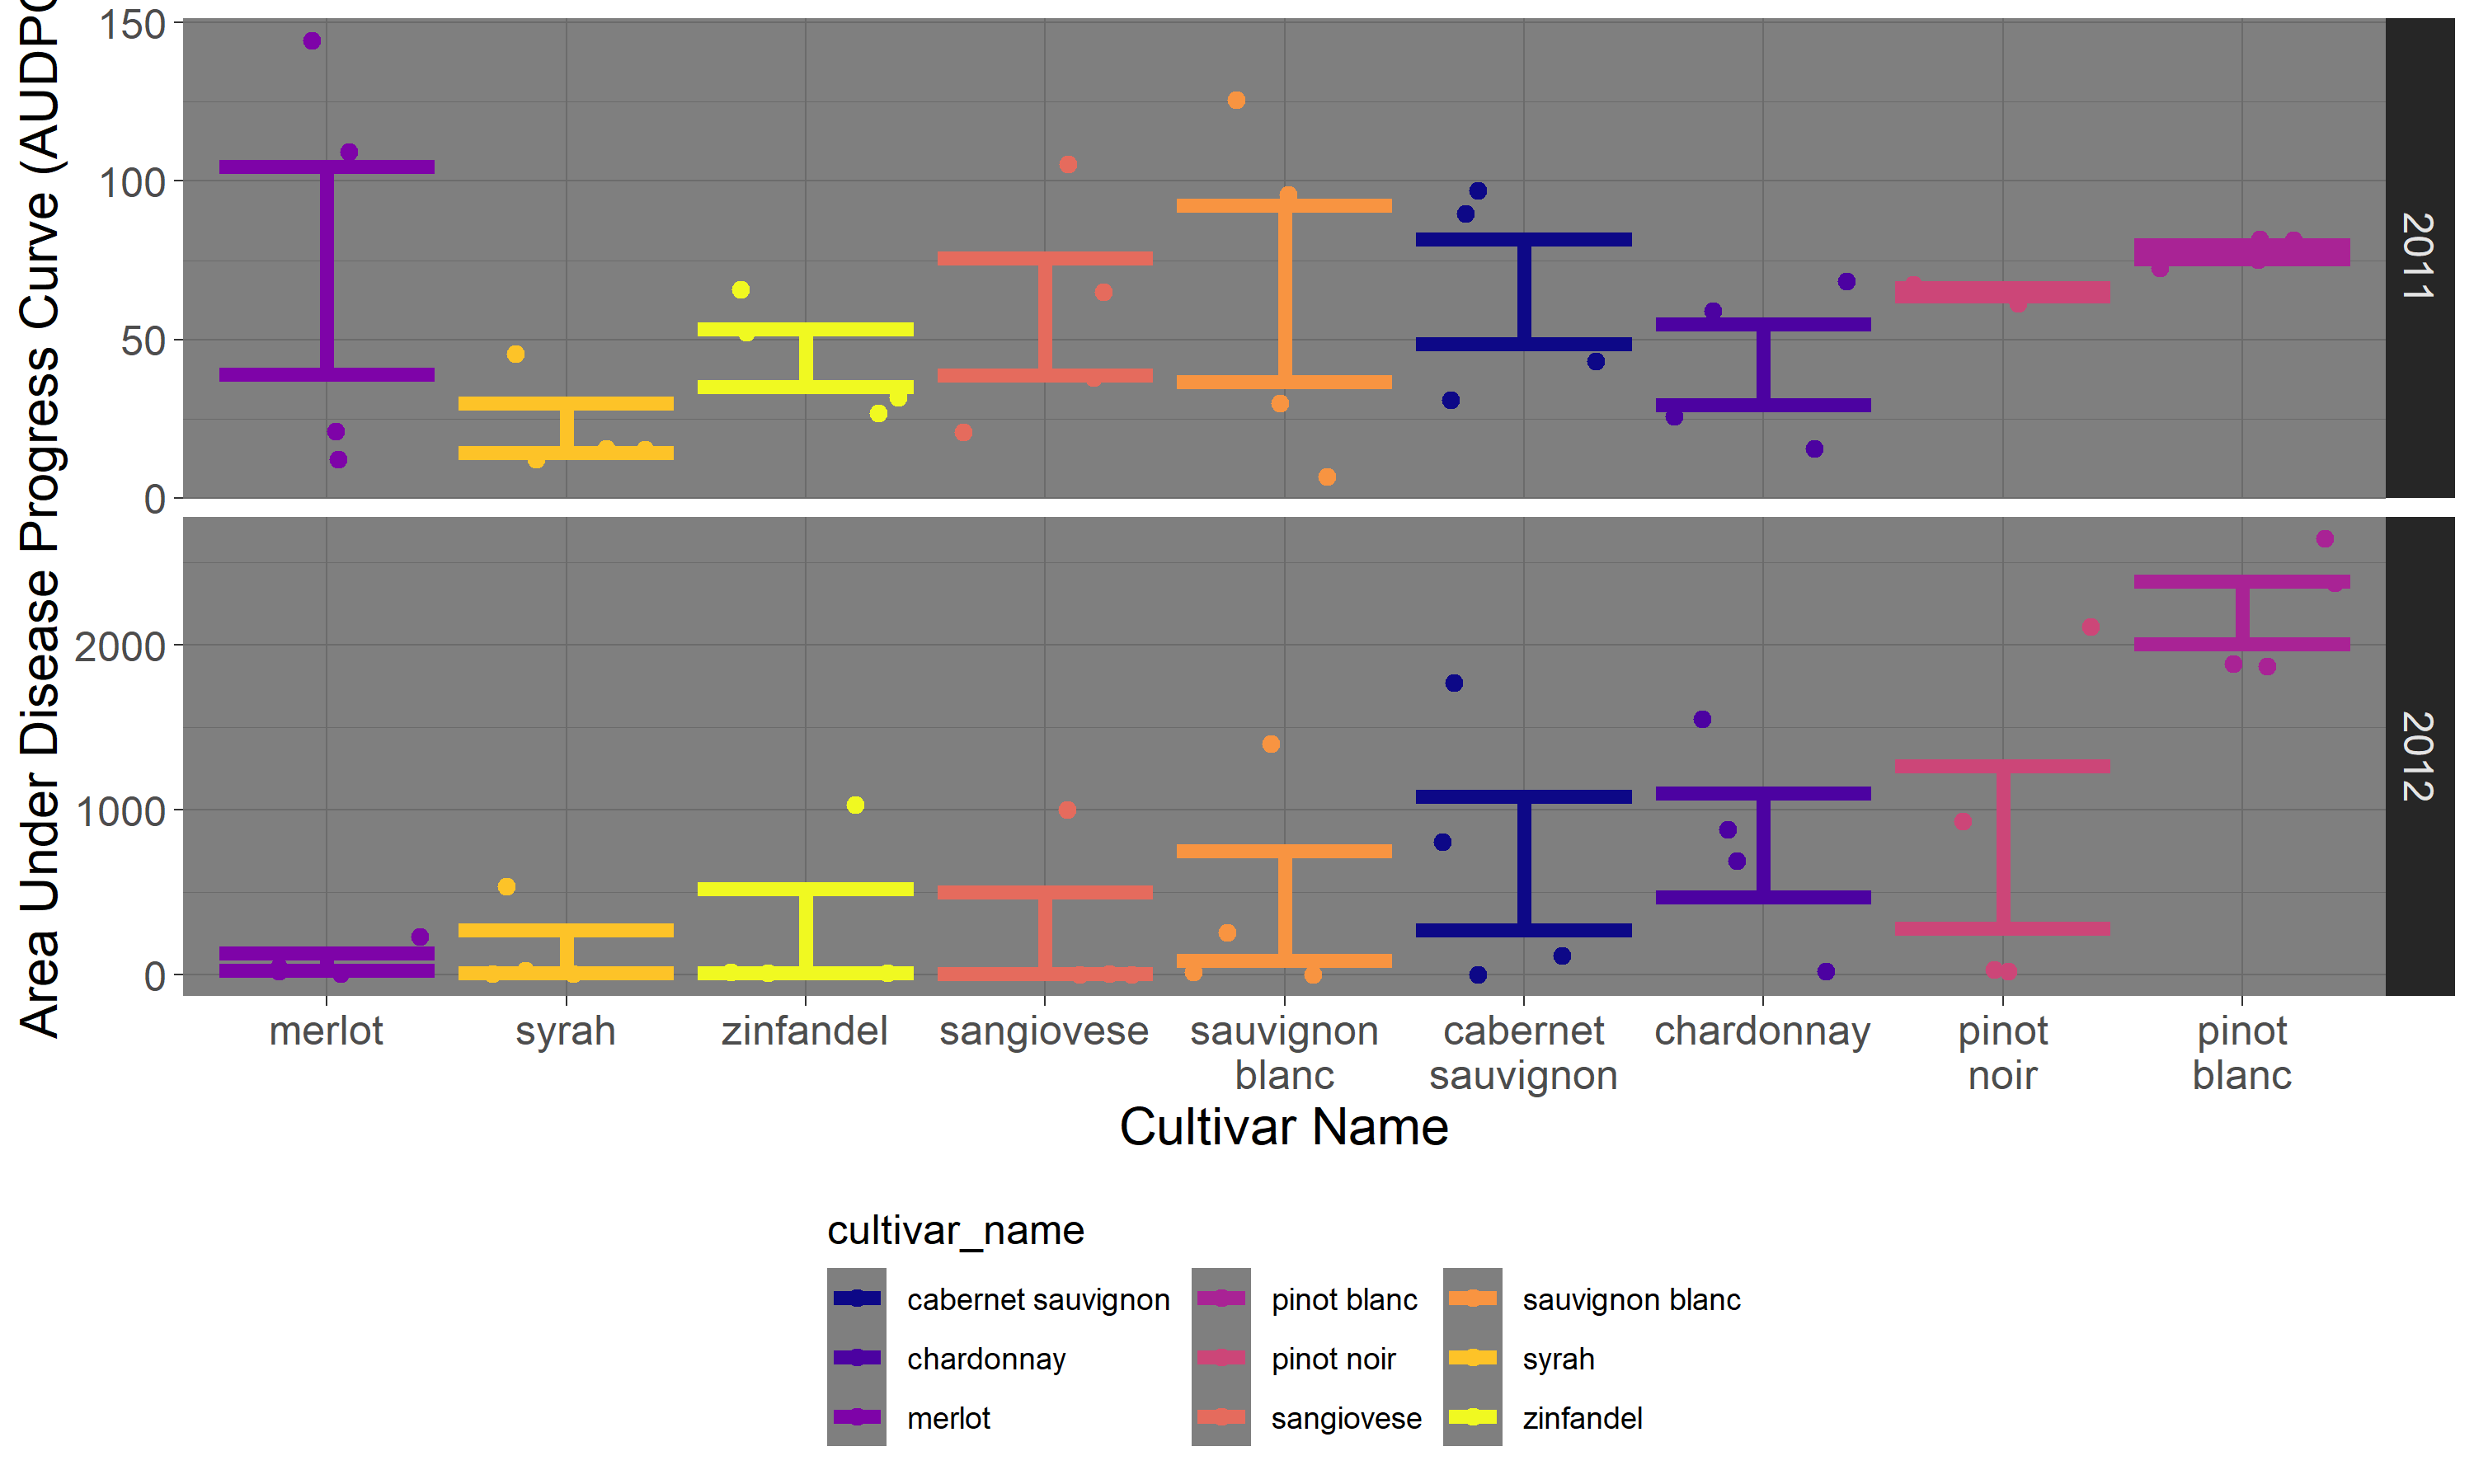 Area Under Disease Progress Curve (AUDPC
150
100
50
0
2011
2000
1000
0
2012
merlot
syrah
zinfandel
sangiovese
sauvignon
blanc
cabernet
sauvignon
chardonnay
pinot
noir
pinot
blanc
Cultivar Name
cultivar_name
cabernet sauvignon
chardonnay
merlot
pinot blanc
pinot noir
sangiovese
sauvignon blanc
syrah
zinfandel